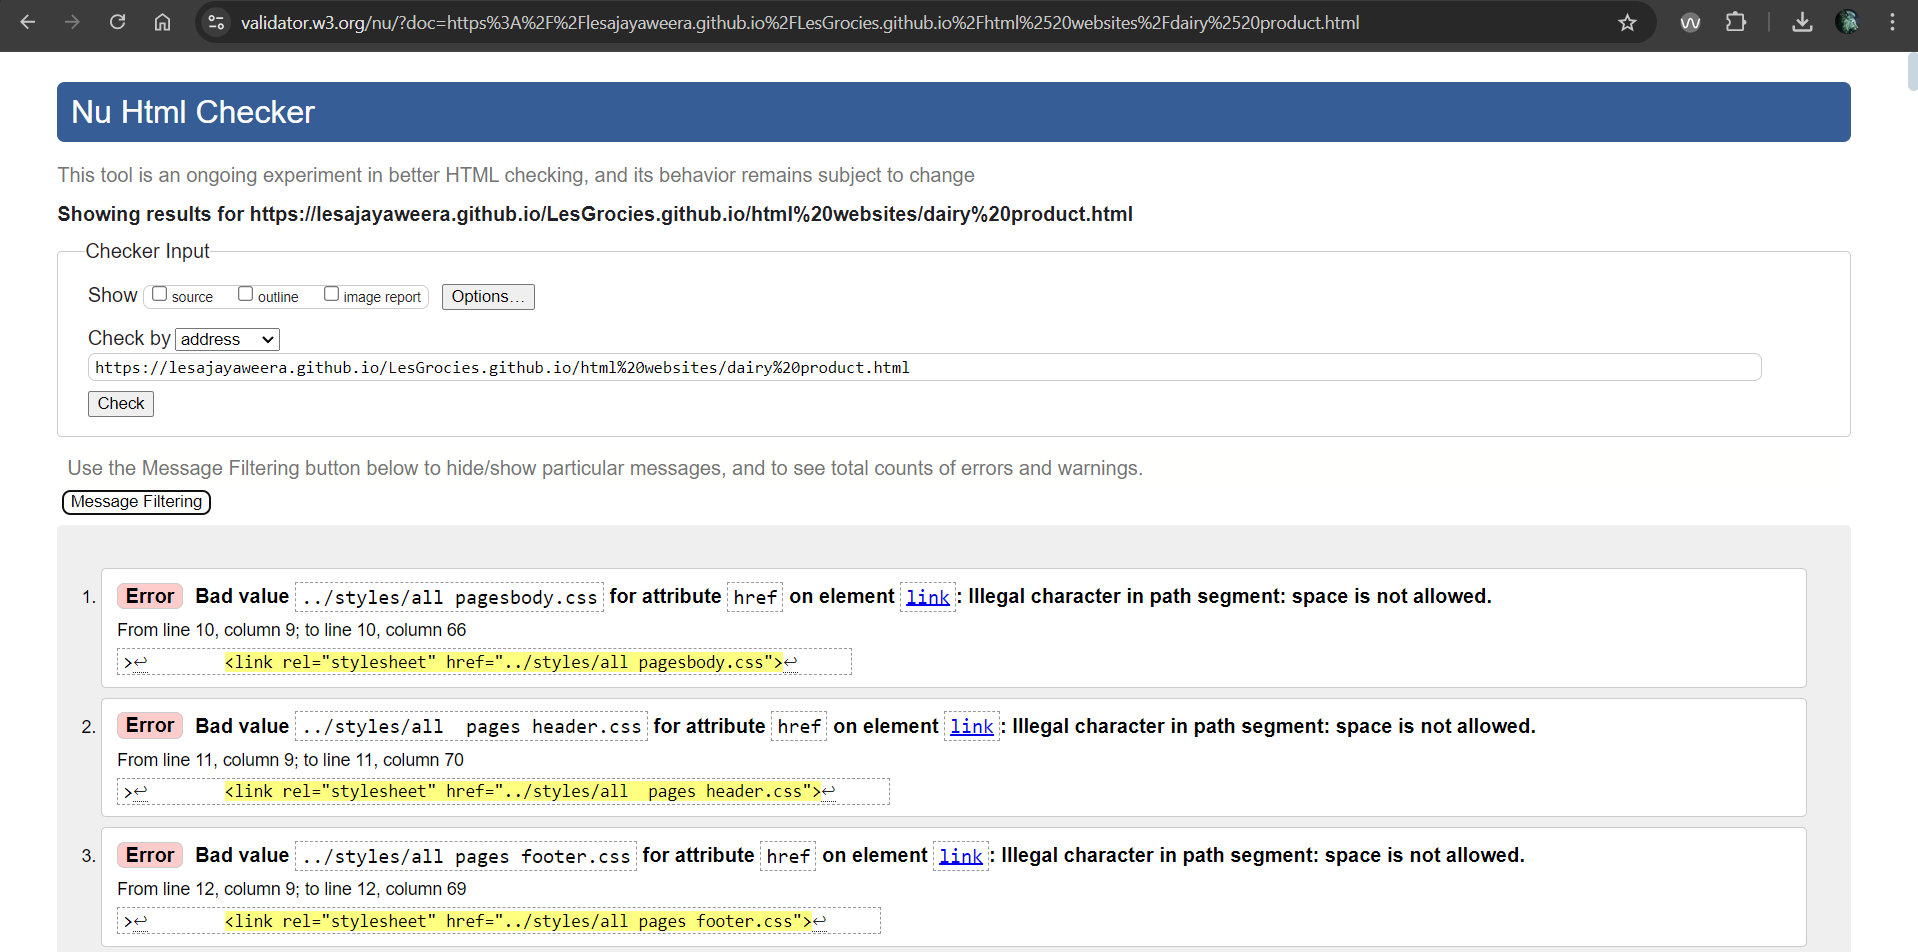 validator.w3.org/nu/?doc=https%3A%2F%2Flesajayaweera.github.io%2FLesGrocies.github.io%2Fhtml%2520websites%2Fdairy%2520product.html
Nu Html Checker
This tool is an ongoing experiment in better HTML checking, and its behavior remains subject to change
Showing results for https://lesajayaweera.github.io/LesGrocies.github.io/html%20websites/dairy%20product.html
Checker Input
Show source outline image report Options...
Check by address
https://lesajayaweera.github.io/LesGrocies.github.io/html%20websites/dairy%20product.html
Check
Use the Message Filtering button below to hide/show particular messages, and to see total counts of errors and warnings.
Message Filtering
1. Error Bad value ../styles/all pagesbody.css for attribute href on element link: Illegal character in path segment: space is not allowed.
From line 10, column 9; to line 10, column 66
>↩ <link rel="stylesheet" href="../styles/all pagesbody.css">↩
2. Error Bad value ../styles/all  pages header.css for attribute href on element link: Illegal character in path segment: space is not allowed.
From line 11, column 9; to line 11, column 70
>↩ <link rel="stylesheet" href="../styles/all  pages header.css">↩
3. Error Bad value ../styles/all pages footer.css for attribute href on element link: Illegal character in path segment: space is not allowed.
From line 12, column 9; to line 12, column 69
>↩ <link rel="stylesheet" href="../styles/all pages footer.css">↩